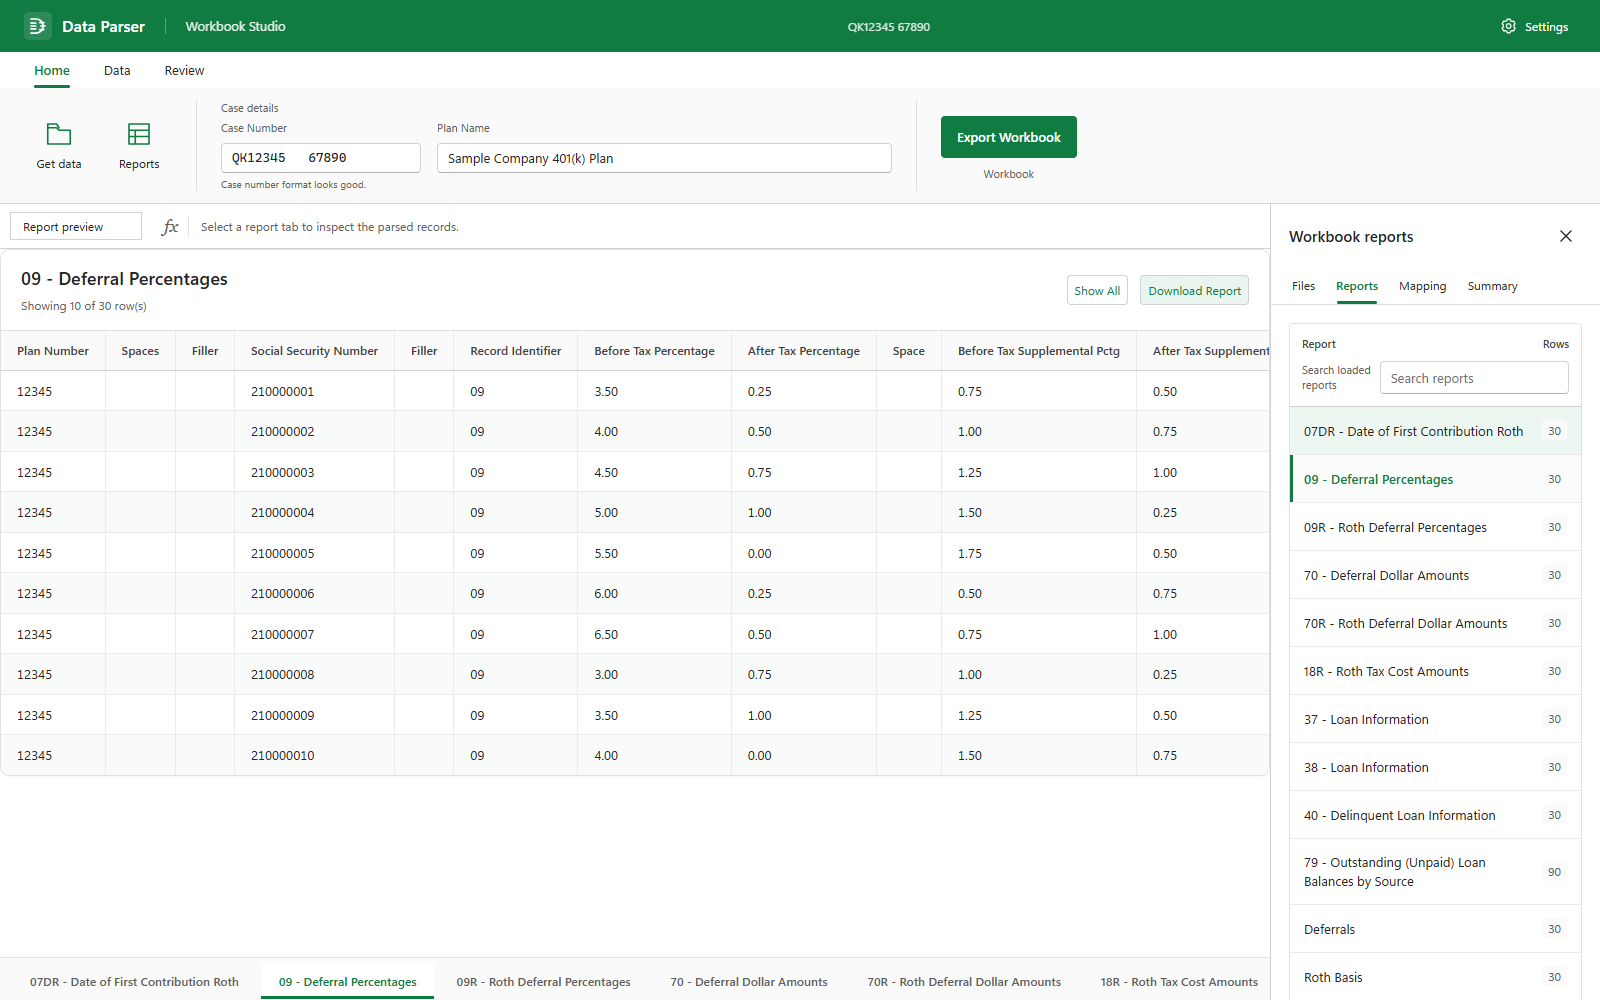 Data Parser
Workbook Studio
QK12345 67890
Settings
Home Data Review
Get data
Reports
Case details
Case Number
QK12345 67890
Case number format looks good.
Plan Name
Sample Company 401(k) Plan
Export Workbook
Workbook
Report preview
fx
Select a report tab to inspect the parsed records.
09 - Deferral Percentages
Showing 10 of 30 row(s)
Show All
Download Report
Plan Number Spaces Filler Social Security Number Filler Record Identifier Before Tax Percentage After Tax Percentage Space Before Tax Supplemental Pctg After Tax Supplement
12345 210000001 09 3.50 0.25 0.75 0.50
12345 210000002 09 4.00 0.50 1.00 0.75
12345 210000003 09 4.50 0.75 1.25 1.00
12345 210000004 09 5.00 1.00 1.50 0.25
12345 210000005 09 5.50 0.00 1.75 0.50
12345 210000006 09 6.00 0.25 0.50 0.75
12345 210000007 09 6.50 0.50 0.75 1.00
12345 210000008 09 3.00 0.75 1.00 0.25
12345 210000009 09 3.50 1.00 1.25 0.50
12345 210000010 09 4.00 0.00 1.50 0.75
07DR - Date of First Contribution Roth
09 - Deferral Percentages
09R - Roth Deferral Percentages
70 - Deferral Dollar Amounts
70R - Roth Deferral Dollar Amounts
18R - Roth Tax Cost Amounts
Workbook reports
Files Reports Mapping Summary
Report Rows
Search loaded
reports
Search reports
07DR - Date of First Contribution Roth 30
09 - Deferral Percentages 30
09R - Roth Deferral Percentages 30
70 - Deferral Dollar Amounts 30
70R - Roth Deferral Dollar Amounts 30
18R - Roth Tax Cost Amounts 30
37 - Loan Information 30
38 - Loan Information 30
40 - Delinquent Loan Information 30
79 - Outstanding (Unpaid) Loan
Balances by Source 90
Deferrals 30
Roth Basis 30